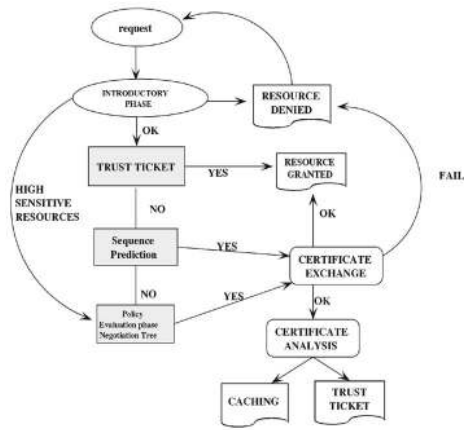 request
INTRODUCTORY
PHASE
RESOURCE
DENIED
OK
TRUST TICKET
YES
RESOURCE
GRANTED
HIGH
SENSITIVE
RESOURCES
FAIL
NO
OK
Sequence
Prediction
YES
CERTIFICATE
EXCHANGE
NO
YES
OK
Policy
Evaluation phase
Negotiation Tree
CERTIFICATE
ANALYSIS
CACHING
TRUST
TICKET